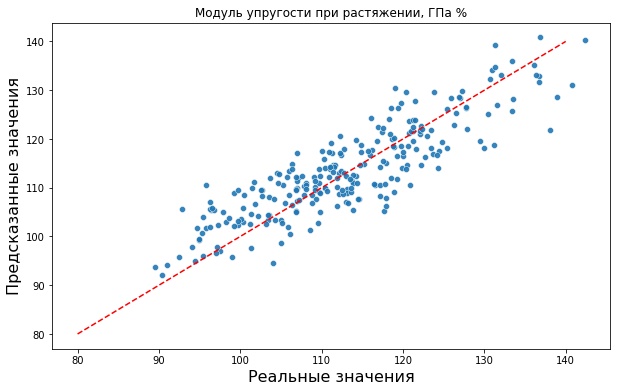 Модуль упругости при растяжении, ГПа %
Предсказанные значения
140
130
120
110
100
90
80
80 90 100 110 120 130 140
Реальные значения